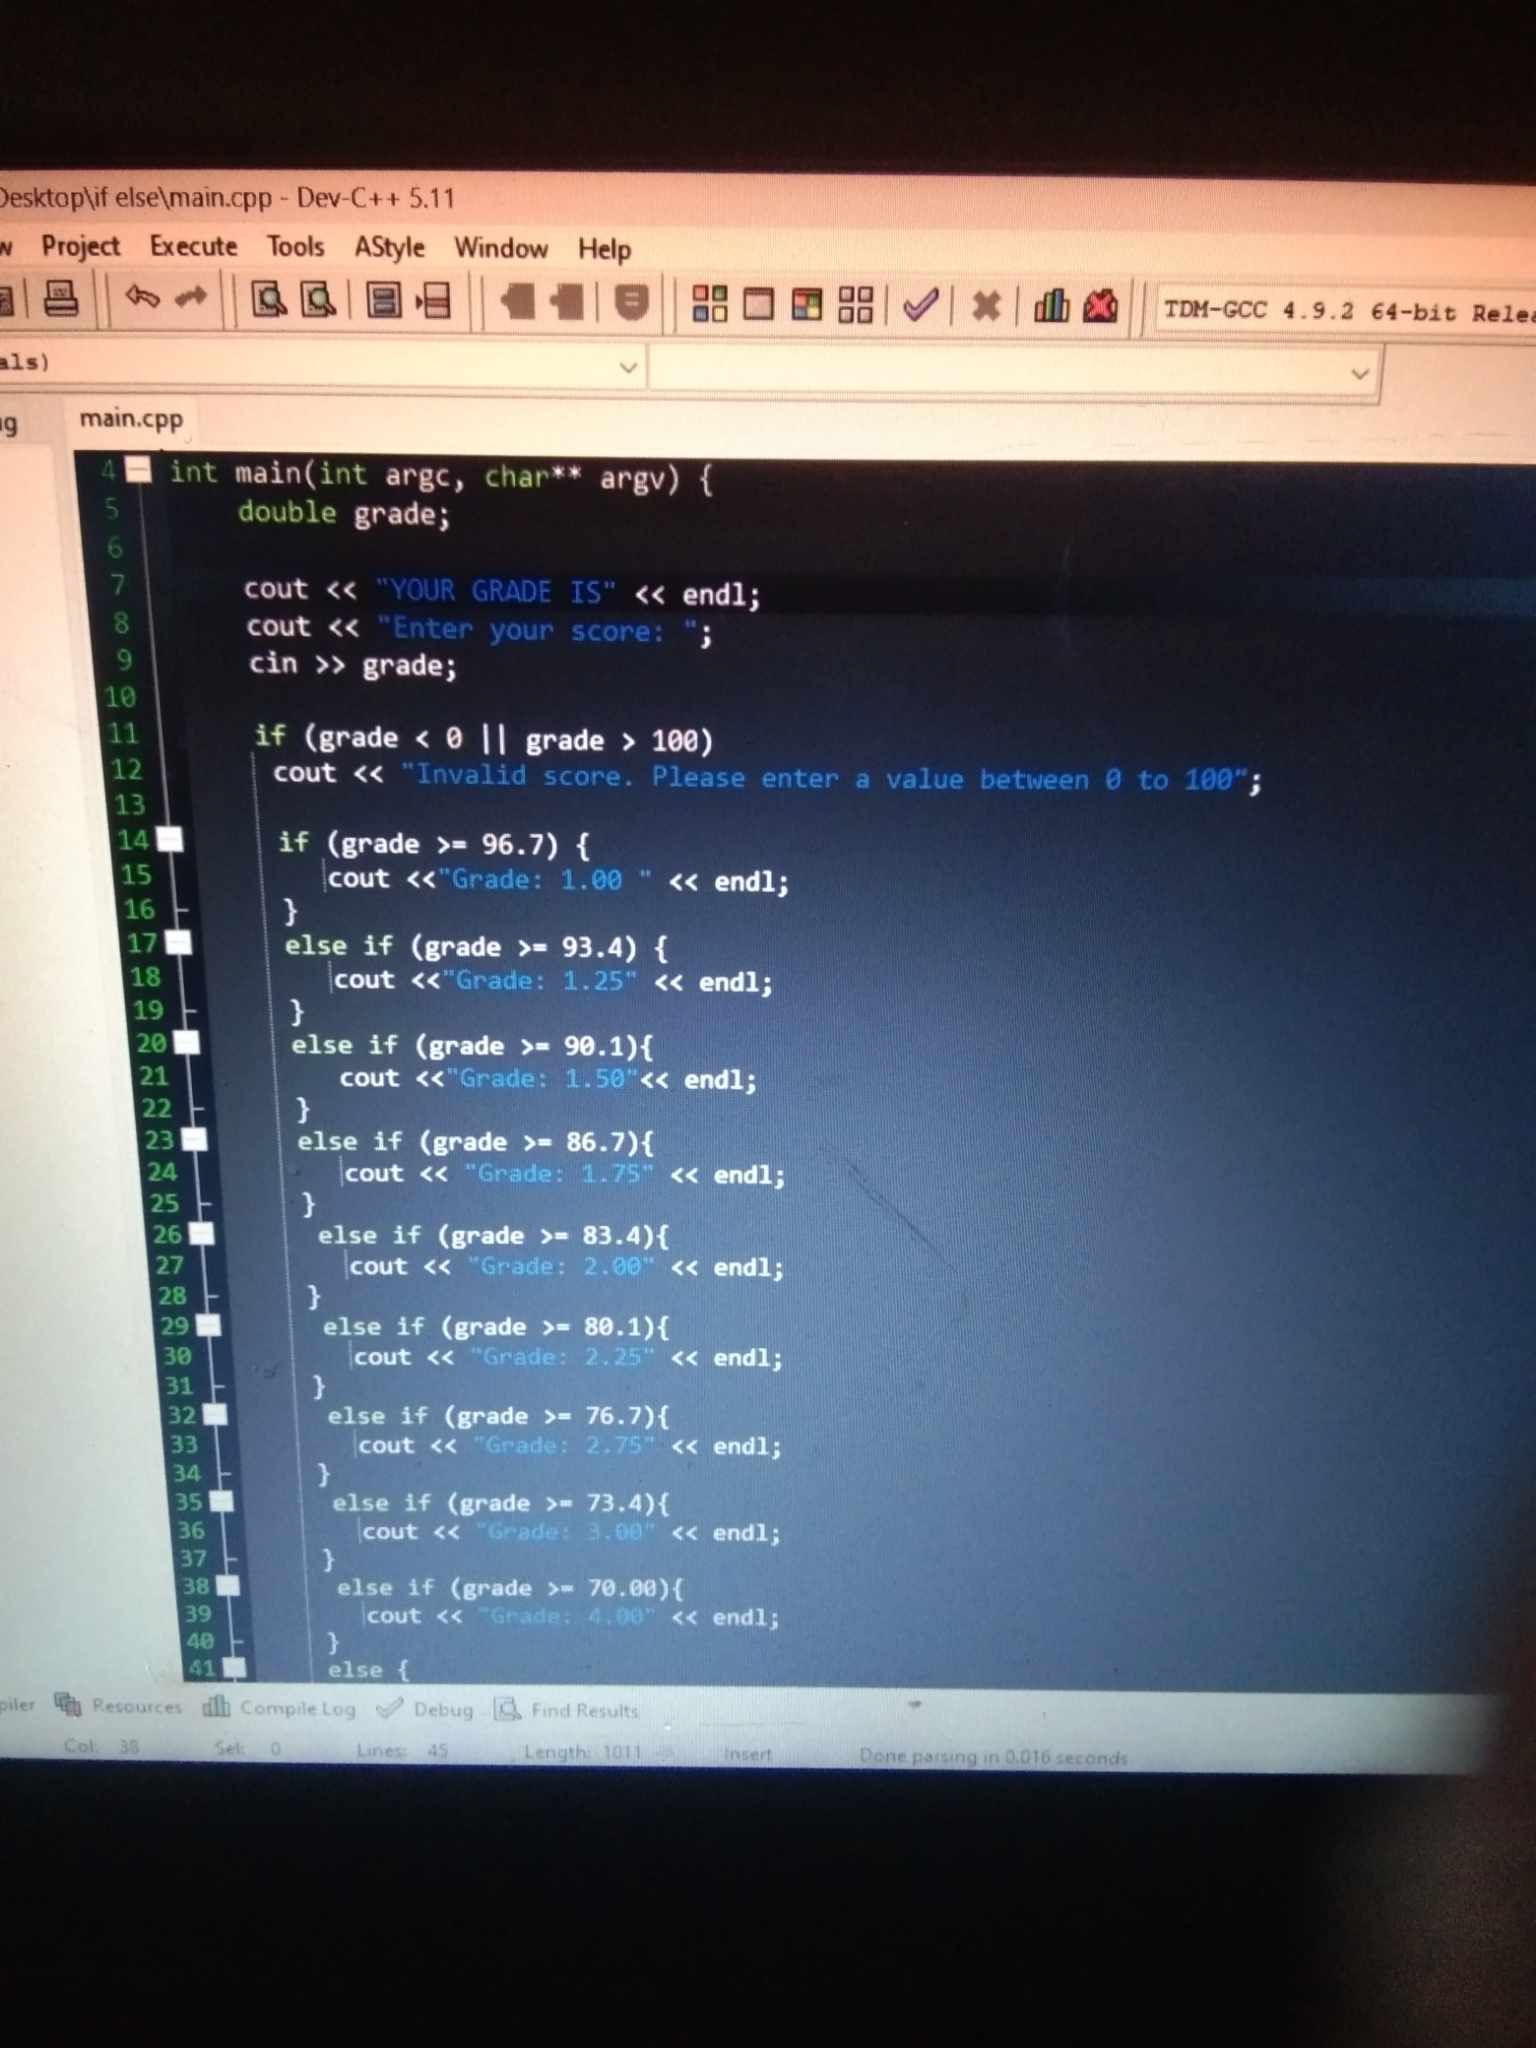 Desktop\if else\main.cpp - Dev-C++ 5.11
Project Execute Tools AStyle Window Help
TDM-GCC 4.9.2 64-bit
als)
main.cpp
4 int main(int argc, char** argv) {
5 double grade;
6
7 cout << "YOUR GRADE IS" << endl;
8 cout << "Enter your score: ";
9 cin >> grade;
10
11 if (grade < 0 || grade > 100)
12 cout << "Invalid score. Please enter a value between 0 to 100";
13
14 if (grade >= 96.7) {
15 cout <<"Grade: 1.00 " << endl;
16 }
17 else if (grade >= 93.4) {
18 cout <<"Grade: 1.25" << endl;
19 }
20 else if (grade >= 90.1){
21 cout <<"Grade: 1.50"<< endl;
22 }
23 else if (grade >= 86.7){
24 cout << "Grade: 1.75" << endl;
25 }
26 else if (grade >= 83.4){
27 cout << "Grade: 2.00" << endl;
28 }
29 else if (grade >= 80.1){
30 cout << "Grade: 2.25" << endl;
31 }
32 else if (grade >= 76.7){
33 cout << "Grade: 2.75" << endl;
34 }
35 else if (grade >= 73.4){
36 cout << "Grade: 3.00" << endl;
37 }
38 else if (grade >= 70.00){
39 cout << "Grade: 4.00" << endl;
40 }
41 else {
piler Resources Compile Log Debug Find Results
Col: 38 Sel: 0 Lines: 45 Length: 1011 Insert Done parsing in 0.016 seconds